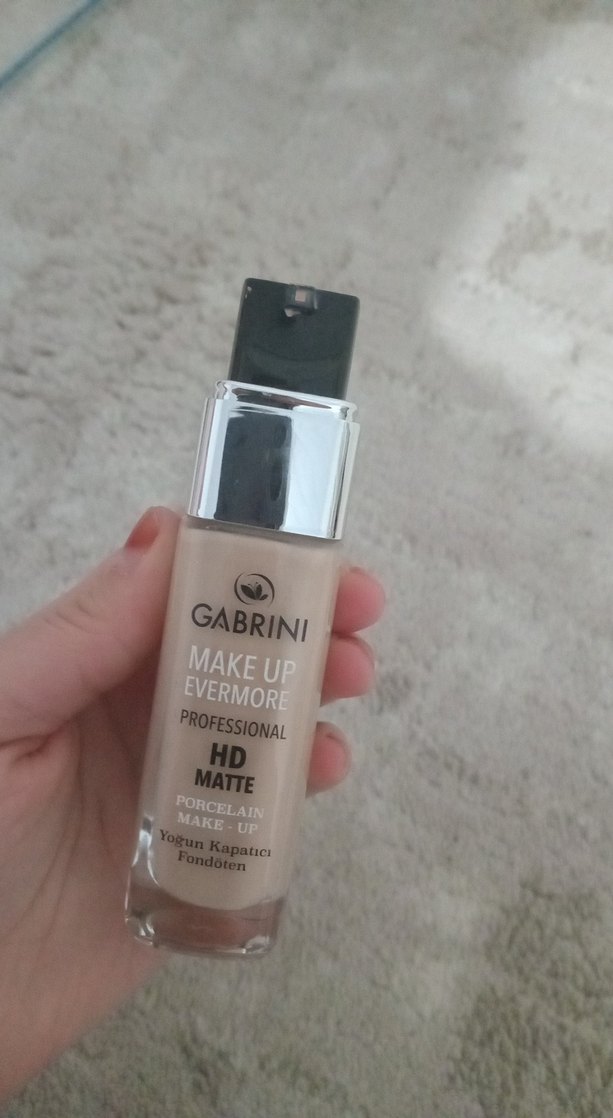 GABRINI
MAKE UP
EVERMORE
PROFESSIONAL
HD
MATTE
PORCELAIN
MAKE - UP
Yoğun Kapatıcı
Fondöten